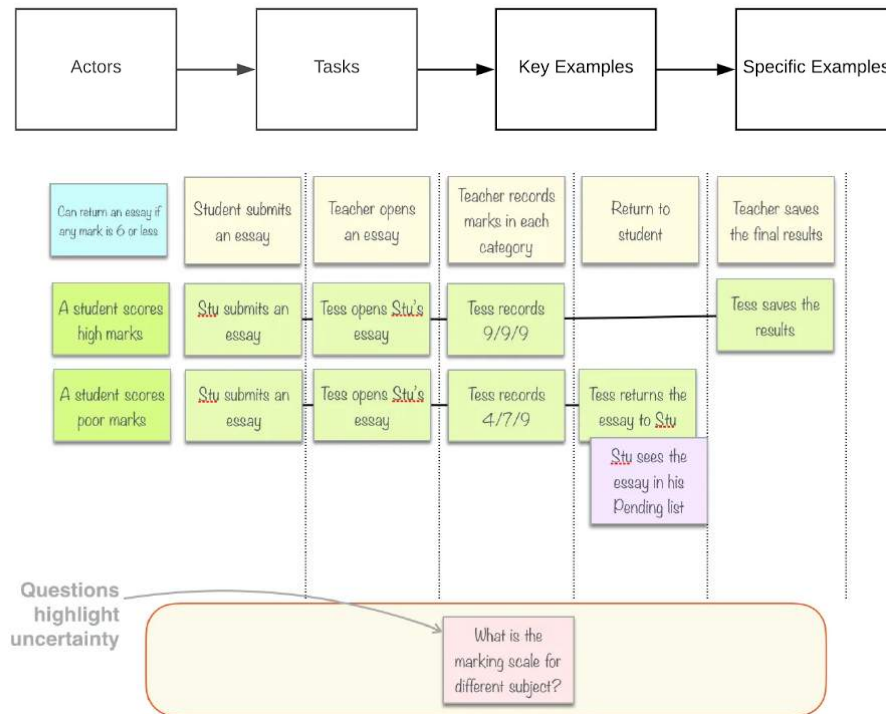 Actors
Tasks
Key Examples
Specific Examples
Can return an essay if
any mark is 6 or less
Student submits
an essay
Teacher opens
an essay
Teacher records
marks in each
category
Return to
student
Teacher saves
the final results
A student scores
high marks
Stu submits an
essay
Tess opens Stu's
essay
Tess records
9/9/9
Tess saves the
results
A student scores
poor marks
Stu submits an
essay
Tess opens Stu's
essay
Tess records
4/7/9
Tess returns the
essay to Stu
Stu sees the
essay in his
Pending list
Questions
highlight
uncertainty
What is the
marking scale for
different subject?